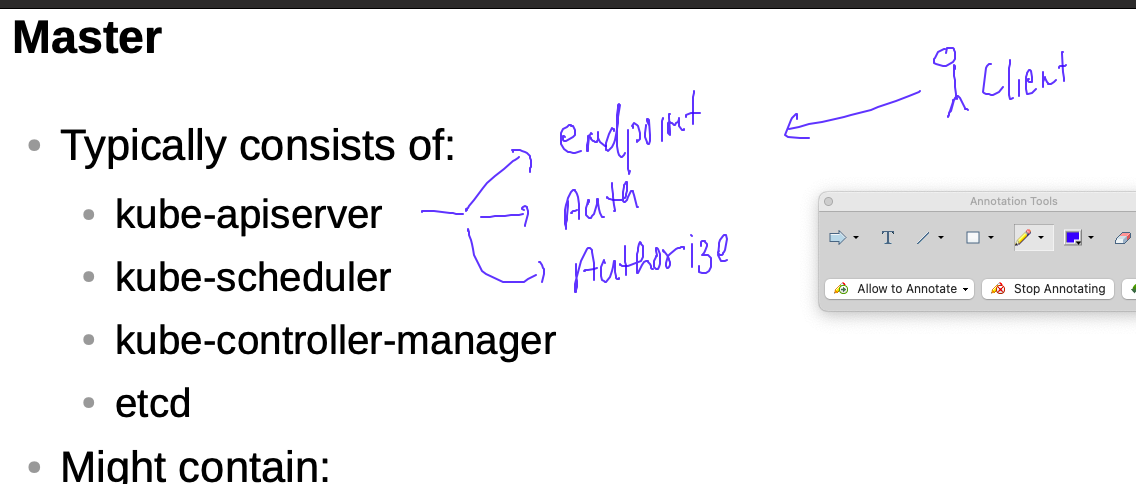 Master
Client
endpoint
Typically consists of:
Auth
kube-apiserver
Annotation Tools
Authorize
T
kube-scheduler
Allow to Annotate
Stop Annotating
kube-controller-manager
etcd
Might contain: